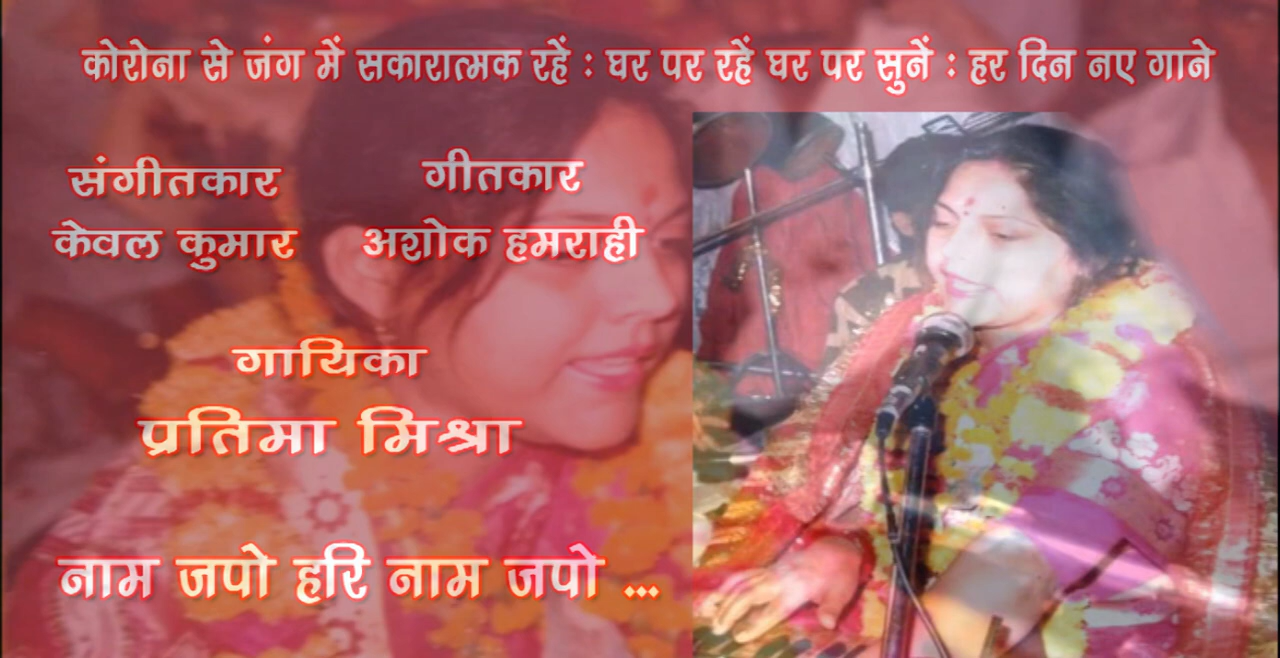 कोरोना से जंग में सकारात्मक रहें : घर पर रहें घर पर सुनें : हर दिन नए गाने
संगीतकार
केवल कुमार
गीतकार
अशोक हमराही
गायिका
प्रतिमा मिश्रा
नाम जपो हरि नाम जपो ...